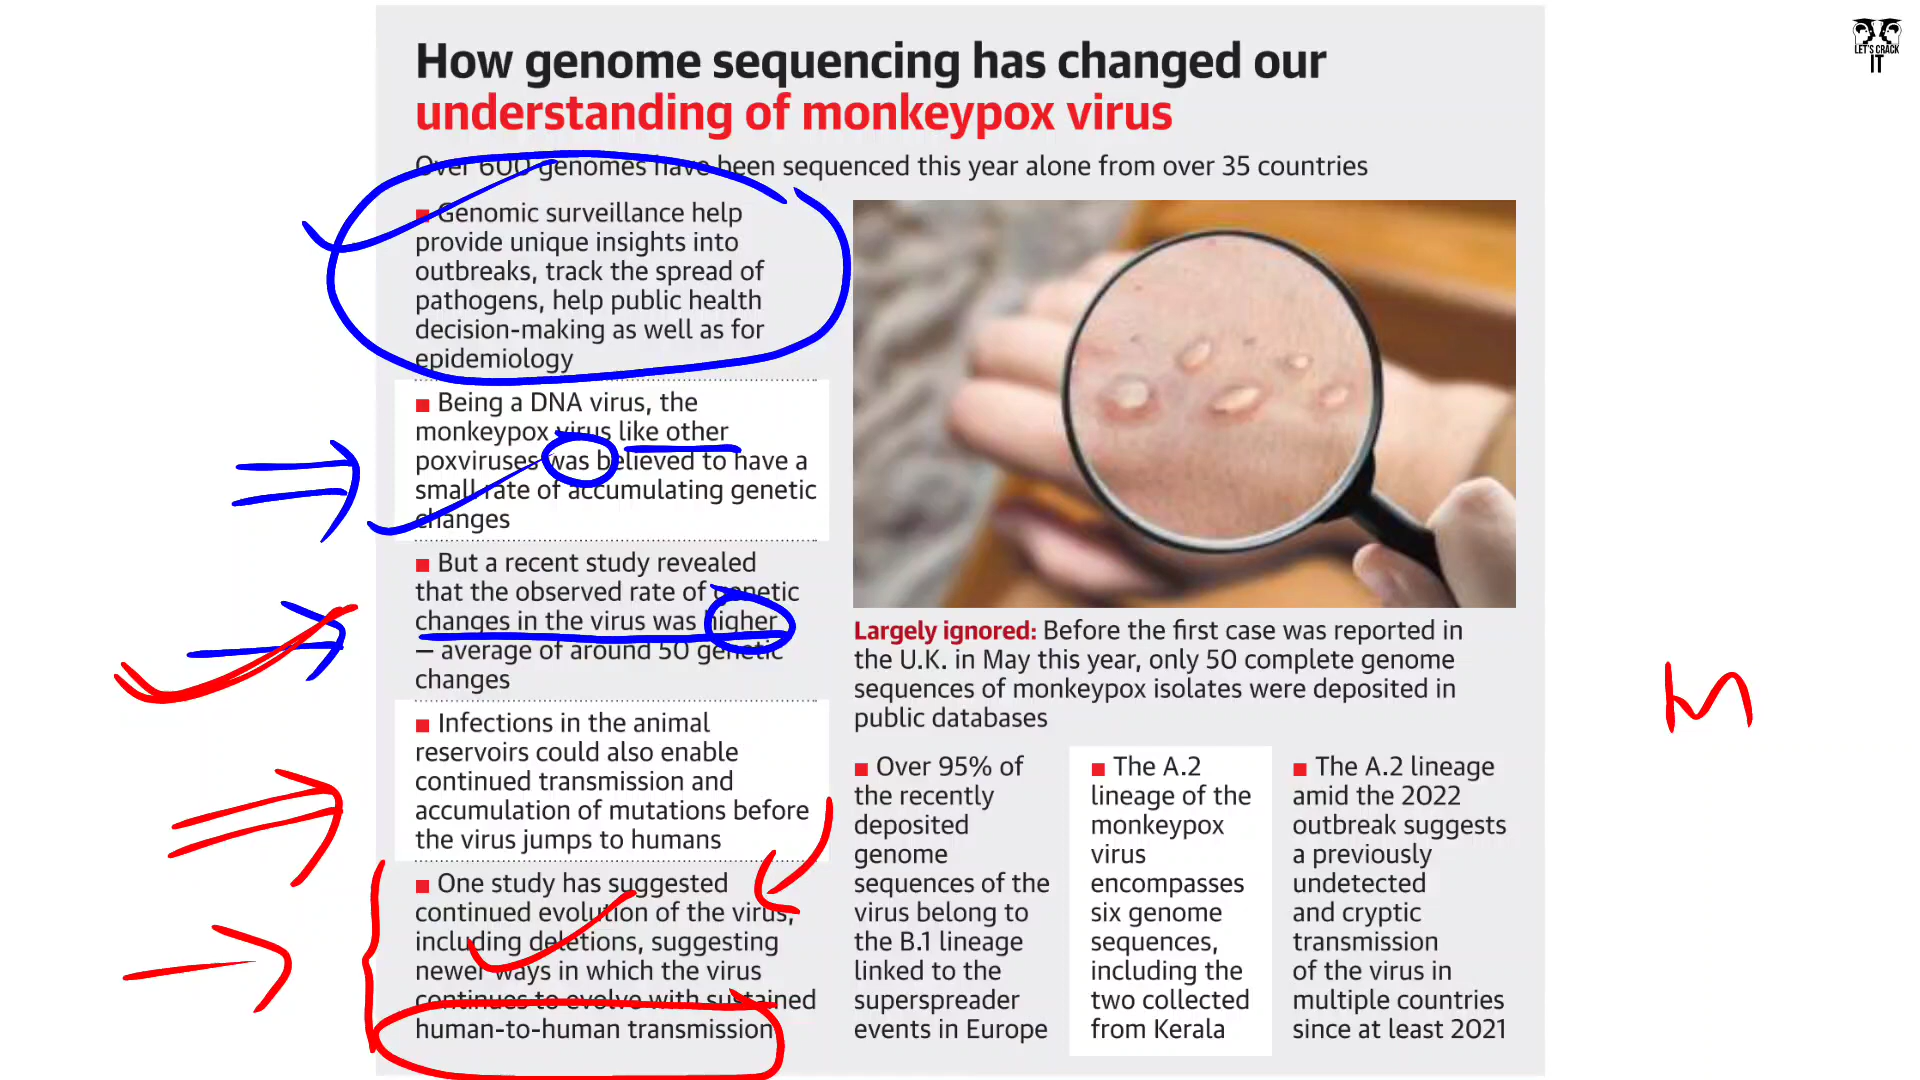 How genome sequencing has changed our
understanding of monkeypox virus
Over 600 genomes have been sequenced this year alone from over 35 countries
Genomic surveillance help
provide unique insights into
outbreaks, track the spread of
pathogens, help public health
decision-making as well as for
epidemiology
Being a DNA virus, the
monkeypox virus like other
poxviruses was believed to have a
small rate of accumulating genetic
changes
But a recent study revealed
that the observed rate of genetic
changes in the virus was higher
— average of around 50 genetic
changes
Infections in the animal
reservoirs could also enable
continued transmission and
accumulation of mutations before
the virus jumps to humans
One study has suggested
continued evolution of the virus,
including deletions, suggesting
newer ways in which the virus
continues to evolve with sustained
human-to-human transmission
Largely ignored: Before the first case was reported in
the U.K. in May this year, only 50 complete genome
sequences of monkeypox isolates were deposited in
public databases
Over 95% of
the recently
deposited
genome
sequences of the
virus belong to
the B.1 lineage
linked to the
superspreader
events in Europe
The A.2
lineage of the
monkeypox
virus
encompasses
six genome
sequences,
including the
two collected
from Kerala
The A.2 lineage
amid the 2022
outbreak suggests
a previously
undetected
and cryptic
transmission
of the virus in
multiple countries
since at least 2021
LET'S CRACK
IT